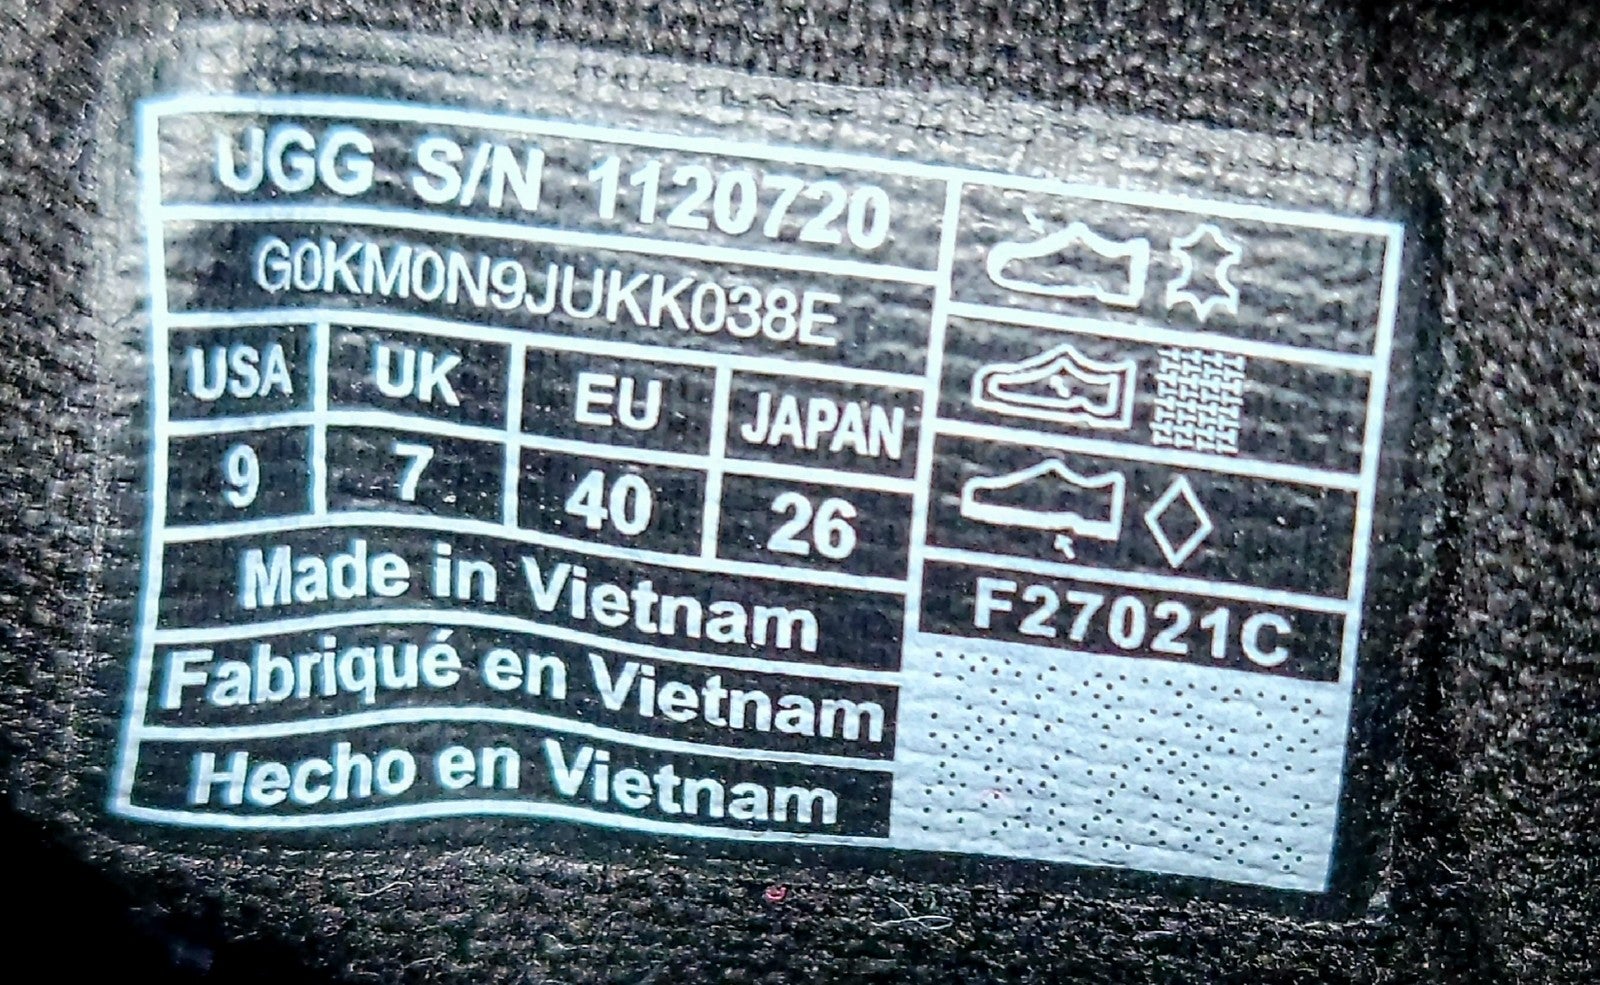 UGG S/N 1120720
G0KM0N9JUKK038E
USA UK EU JAPAN
9 7 40 26
Made in Vietnam
Fabriqué en Vietnam
Hecho en Vietnam
F27021C